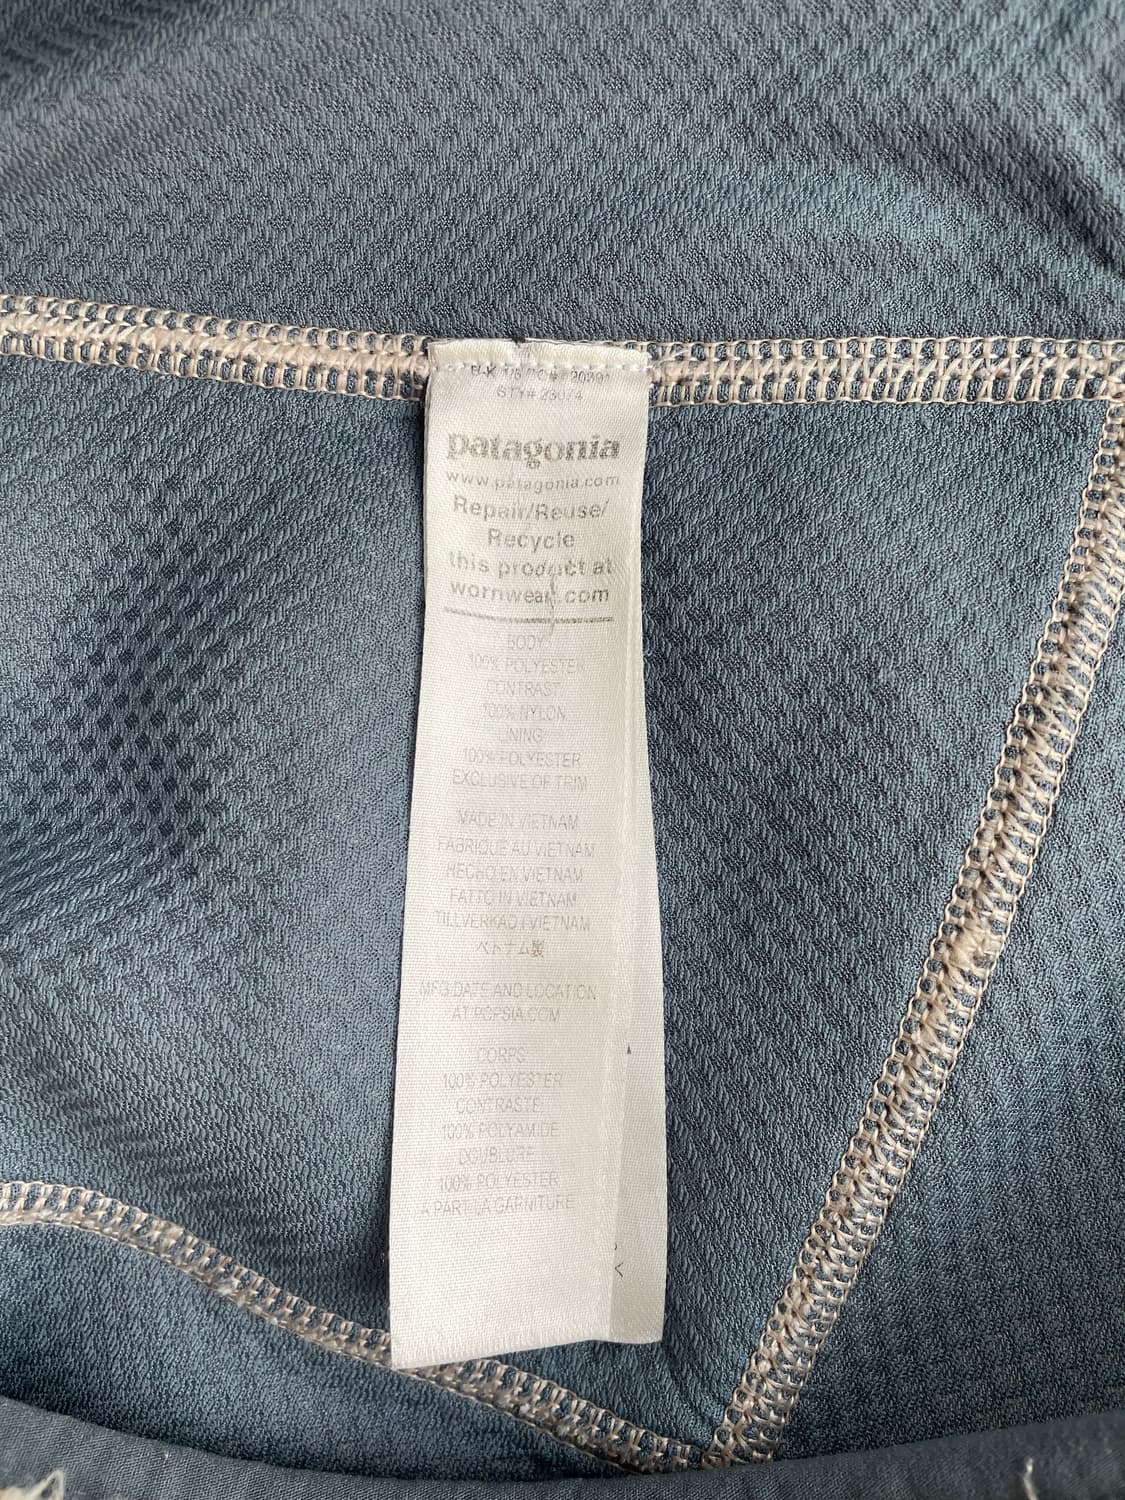 STY# 23074
patagonia
www.patagonia.com
Repair/Reuse/
Recycle
this product at
wornwear.com
BODY:
100% POLYESTER
CONTRAST:
100% NYLON
LINING:
100% POLYESTER
EXCLUSIVE OF TRIM
MADE IN VIETNAM
FABRIQUE AU VIETNAM
HECHO EN VIETNAM
FATTO IN VIETNAM
TILLVERKAD I VIETNAM
ベトナム製
MFG DATE AND LOCATION
AT POPSIA.COM
CORPS:
100% POLYESTER
CONTRASTE:
100% POLYAMIDE
DOUBLURE:
100% POLYESTER
A PART LA GARNITURE